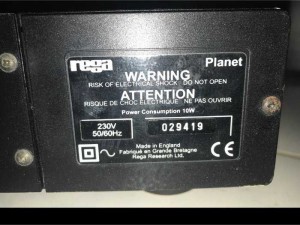 rega Planet
WARNING
RISK OF ELECTRICAL SHOCK : DO NOT OPEN
ATTENTION
RISQUE DE CHOC ELECTRIQUE : NE PAS OUVRIR
Power Consumption 10W
230V
50/60Hz
029419
Made in England
Fabriqué en Grande Bretagne
Rega Research Ltd.
CE